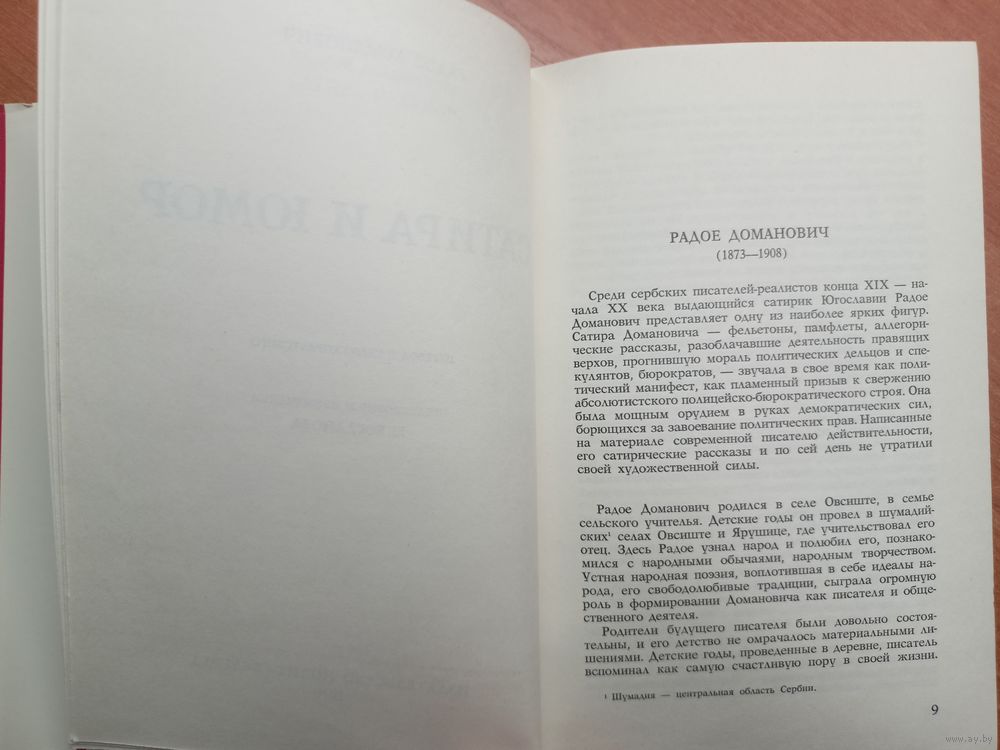 РАДОЕ ДОМАНОВИЧ
(1873—1908)
Среди сербских писателей-реалистов конца XIX — на-
чала XX века выдающийся сатирик Югославии Радое
Доманович представляет одну из наиболее ярких фигур.
Сатира Домановича — фельетоны, памфлеты, аллегори-
ческие рассказы, разоблачавшие деятельность правящих
верхов, прогнившую мораль политических дельцов и спе-
кулянтов, бюрократов, — звучала в свое время как поли-
тический манифест, как пламенный призыв к свержению
абсолютистского полицейско-бюрократического строя. Она
была мощным орудием в руках демократических сил,
борющихся за завоевание политических прав. Написанные
на материале современной писателю действительности,
его сатирические рассказы и по сей день не утратили
своей художественной силы.
Радое Доманович родился в селе Овсиште, в семье
сельского учителья. Детские годы он провел в шумадий-
ских¹ селах Овсиште и Ярушице, где учительствовал его
отец. Здесь Радое узнал народ и полюбил его, познако-
мился с народными обычаями, народным творчеством.
Устная народная поэзия, воплотившая в себе идеалы на-
рода, его свободолюбивые традиции, сыграла огромную
роль в формировании Домановича как писателя и обще-
ственного деятеля.
Родители будущего писателя были довольно состоя-
тельны, и его детство не омрачалось материальными ли-
шениями. Детские годы, проведенные в деревне, писатель
вспоминал как самую счастливую пору в своей жизни.
¹ Шумадия — центральная область Сербии.
9
САТИРА И ЮМОР
www.ay.by